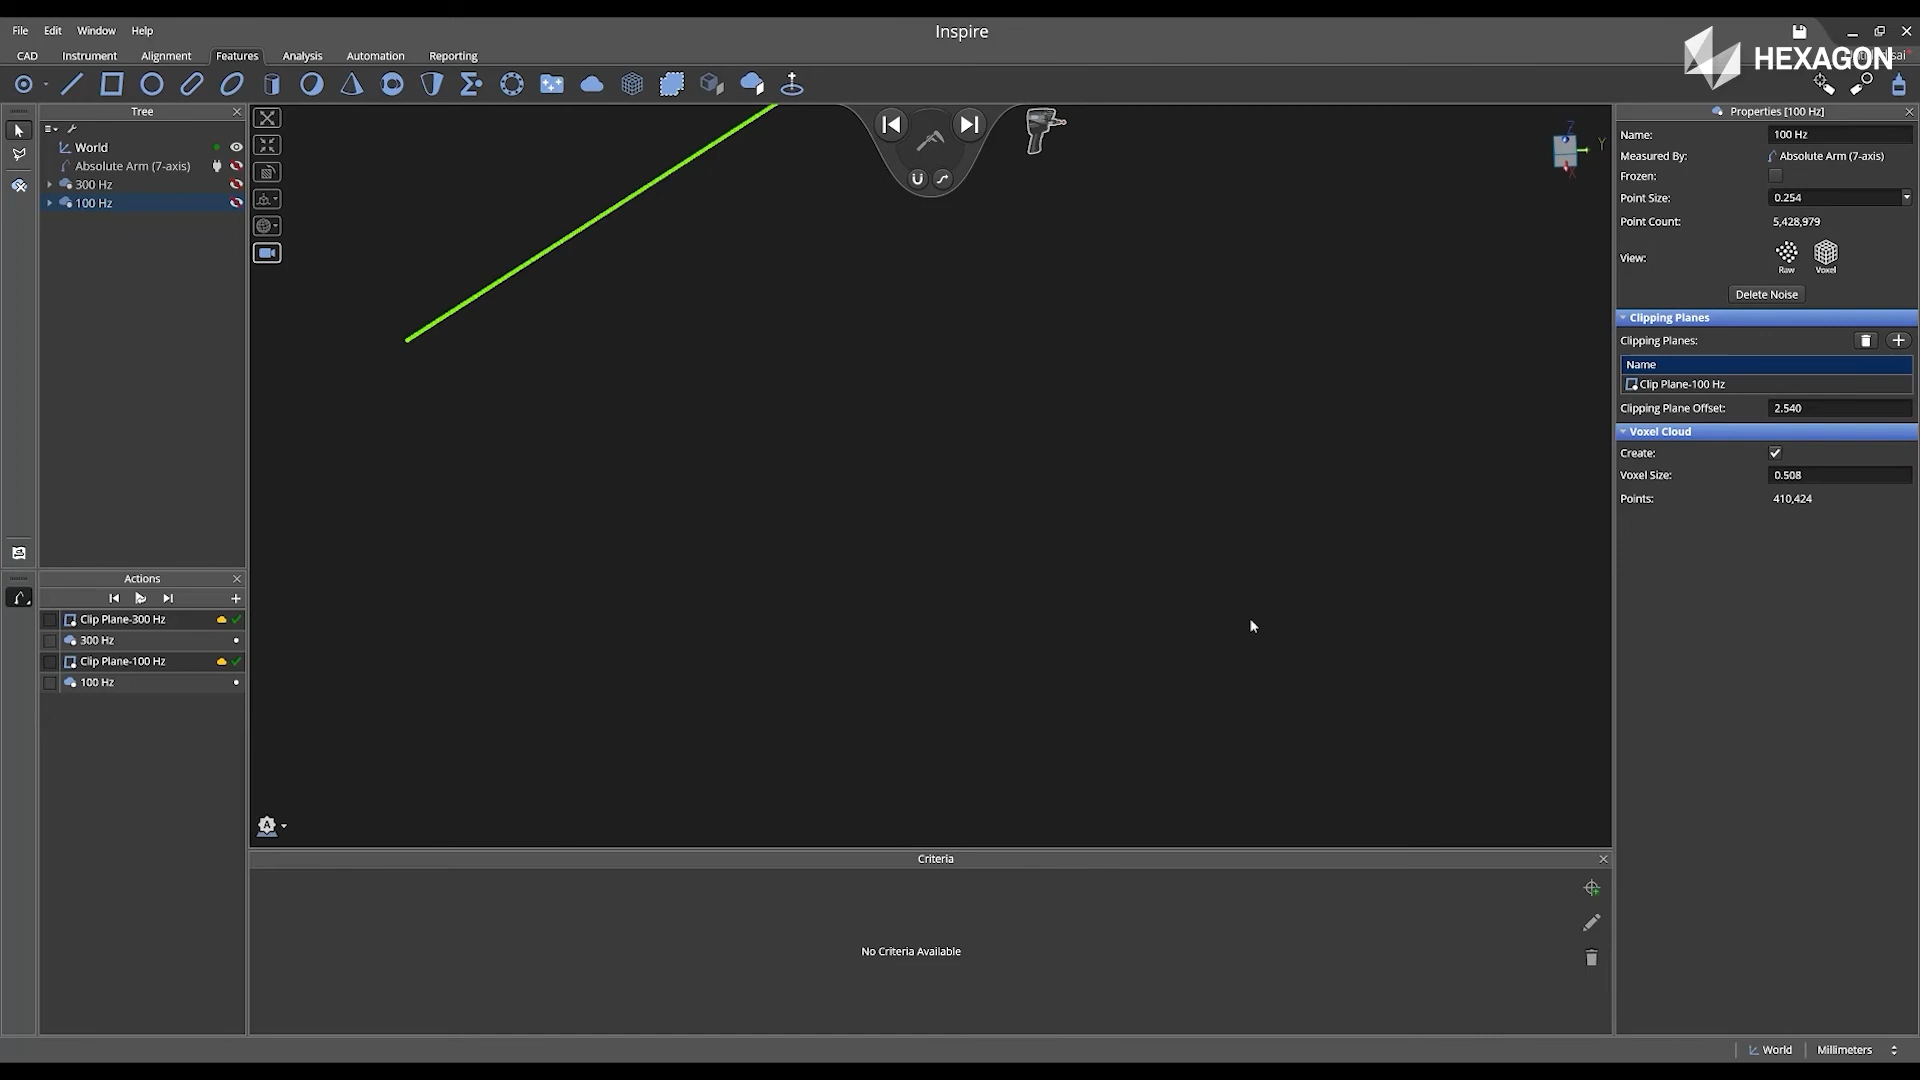 Inspire
HEXAGON
File Edit Window Help
CAD Instrument Alignment Features Analysis Automation Reporting
Tree
World
Absolute Arm (7-axis)
300 Hz
100 Hz
Actions
Clip Plane-300 Hz
300 Hz
Clip Plane-100 Hz
100 Hz
Z
Y
X
A
Criteria
No Criteria Available
Properties [100 Hz]
Name: 100 Hz
Measured By: Absolute Arm (7-axis)
Frozen:
Point Size: 0.254
Point Count: 5,428,979
View: Raw Voxel
Delete Noise
Clipping Planes
Clipping Planes:
Name
Clip Plane-100 Hz
Clipping Plane Offset: 2.540
Voxel Cloud
Create:
Voxel Size: 0.508
Points: 410,424
World Millimeters